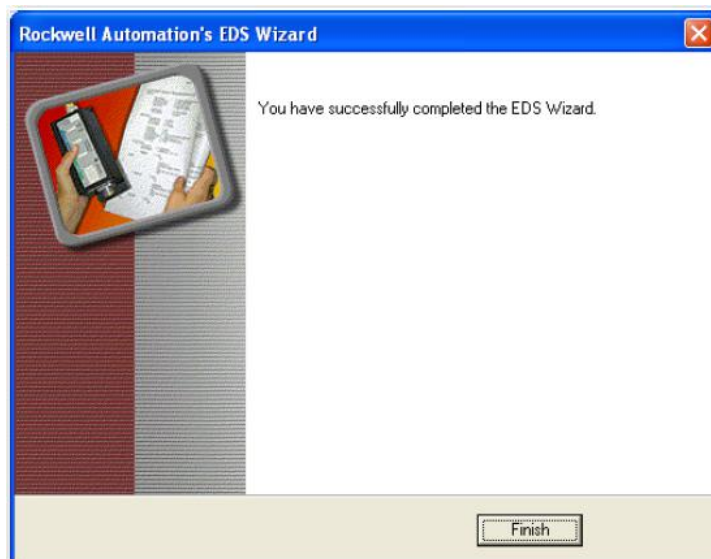 Rockwell Automation's EDS Wizard
You have successfully completed the EDS Wizard.
Finish